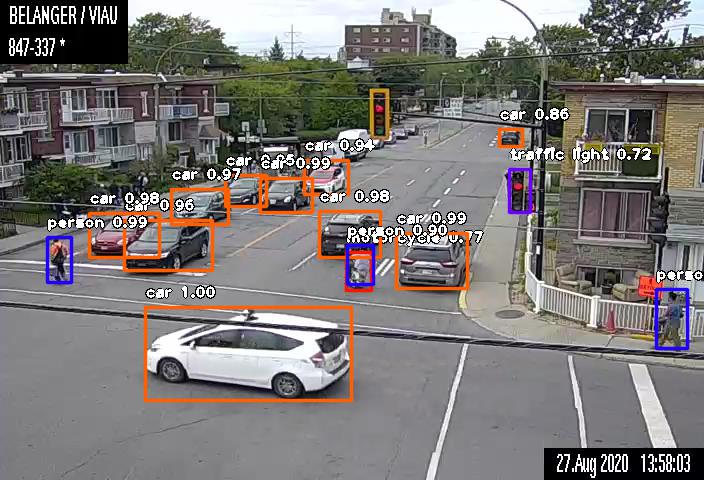 BELANGER / VIAU
847-337 *
car 0.86
car 0.94
traffic light 0.72
car 0.99
car 0.97
car 0.98
car 0.98
car 0.96
person 0.99
person 0.90
car 0.99
motorcycle 0.77
perso
car 1.00
27.Aug 2020 13:58:03